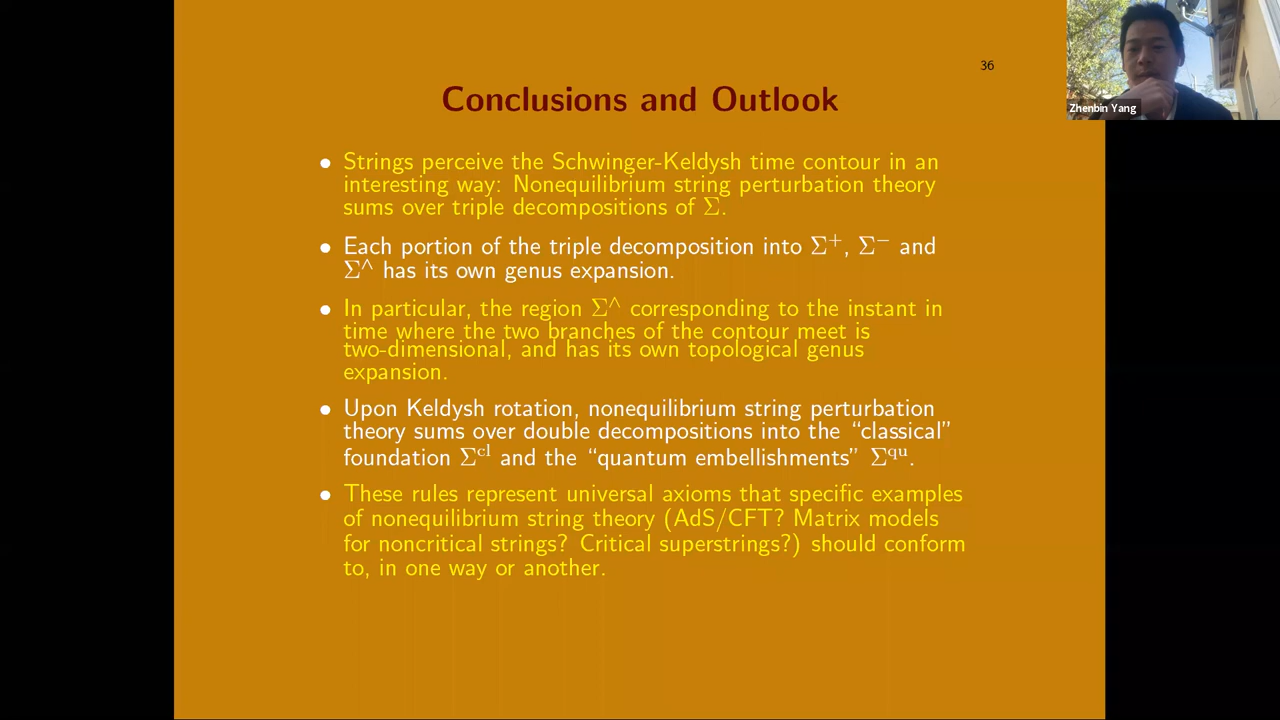 36
Zhenbin Yang
Conclusions and Outlook
• Strings perceive the Schwinger-Keldysh time contour in an
interesting way: Nonequilibrium string perturbation theory
sums over triple decompositions of Σ.
• Each portion of the triple decomposition into Σ⁺, Σ⁻ and
Σ^∧ has its own genus expansion.
• In particular, the region Σ^∧ corresponding to the instant in
time where the two branches of the contour meet is
two-dimensional, and has its own topological genus
expansion.
• Upon Keldysh rotation, nonequilibrium string perturbation
theory sums over double decompositions into the “classical”
foundation Σ^cl and the “quantum embellishments” Σ^qu.
• These rules represent universal axioms that specific examples
of nonequilibrium string theory (AdS/CFT? Matrix models
for noncritical strings? Critical superstrings?) should conform
to, in one way or another.